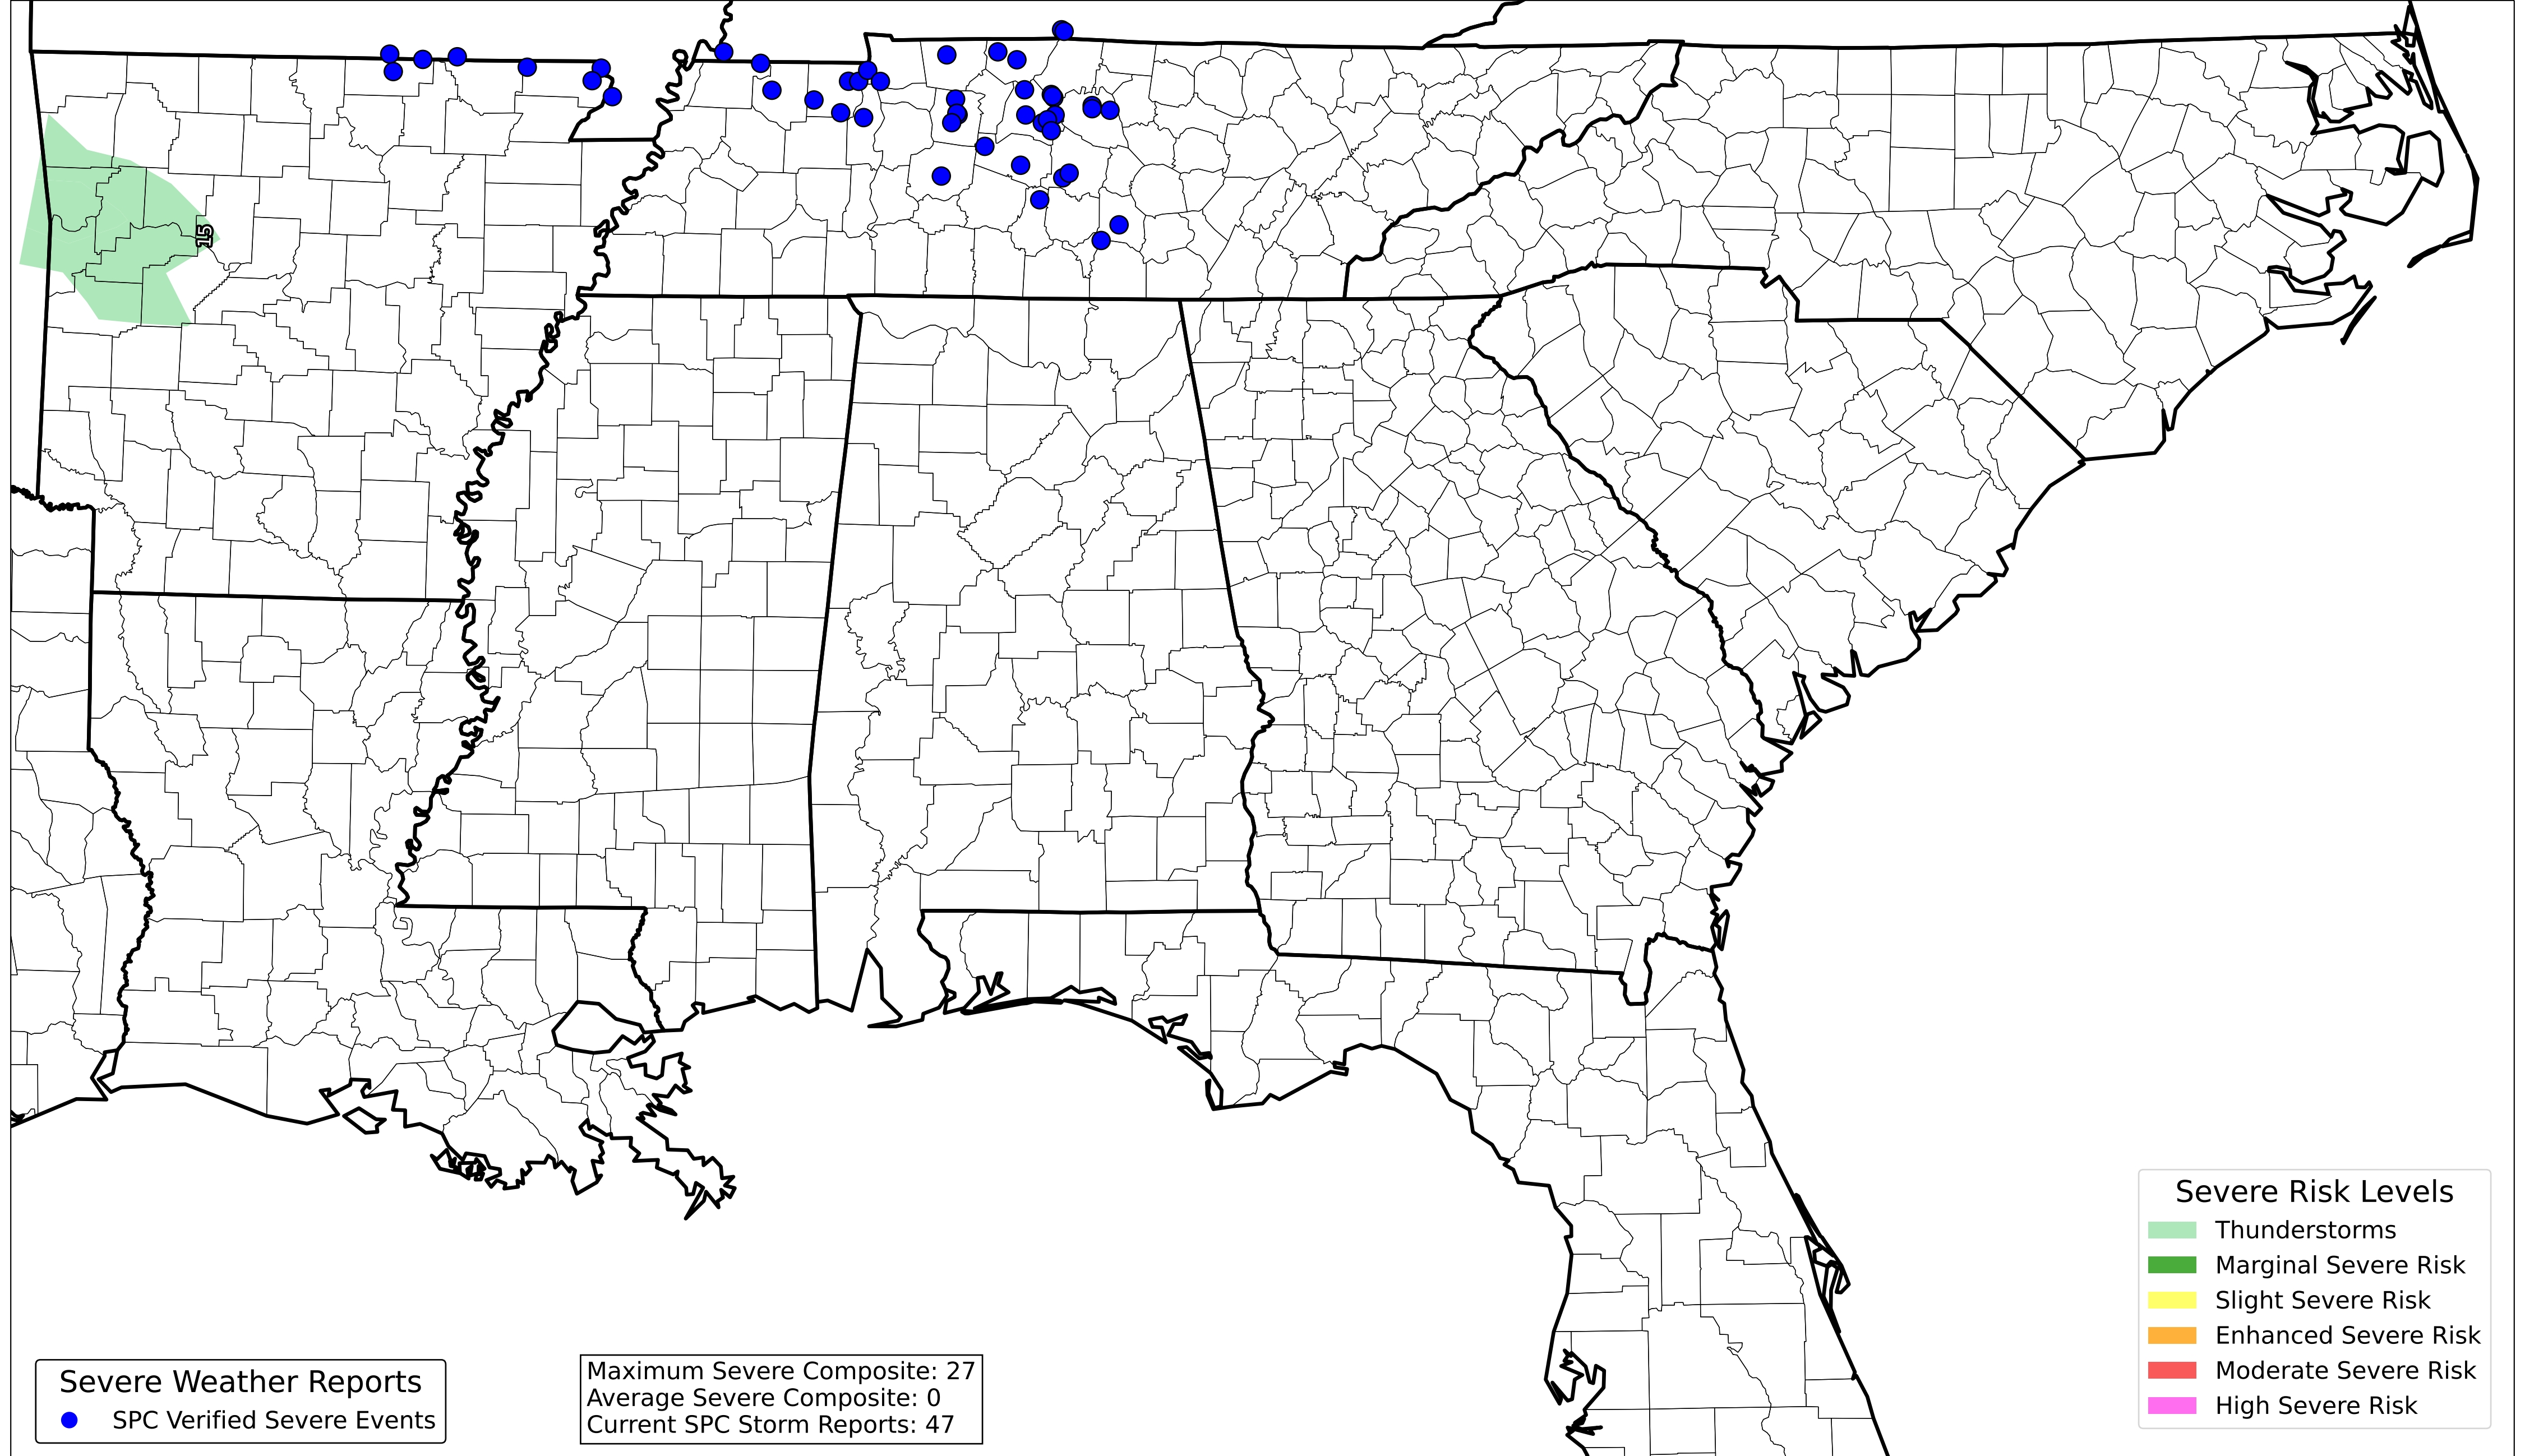 15
Severe Weather Reports
SPC Verified Severe Events
Maximum Severe Composite: 27
Average Severe Composite: 0
Current SPC Storm Reports: 47
Severe Risk Levels
Thunderstorms
Marginal Severe Risk
Slight Severe Risk
Enhanced Severe Risk
Moderate Severe Risk
High Severe Risk